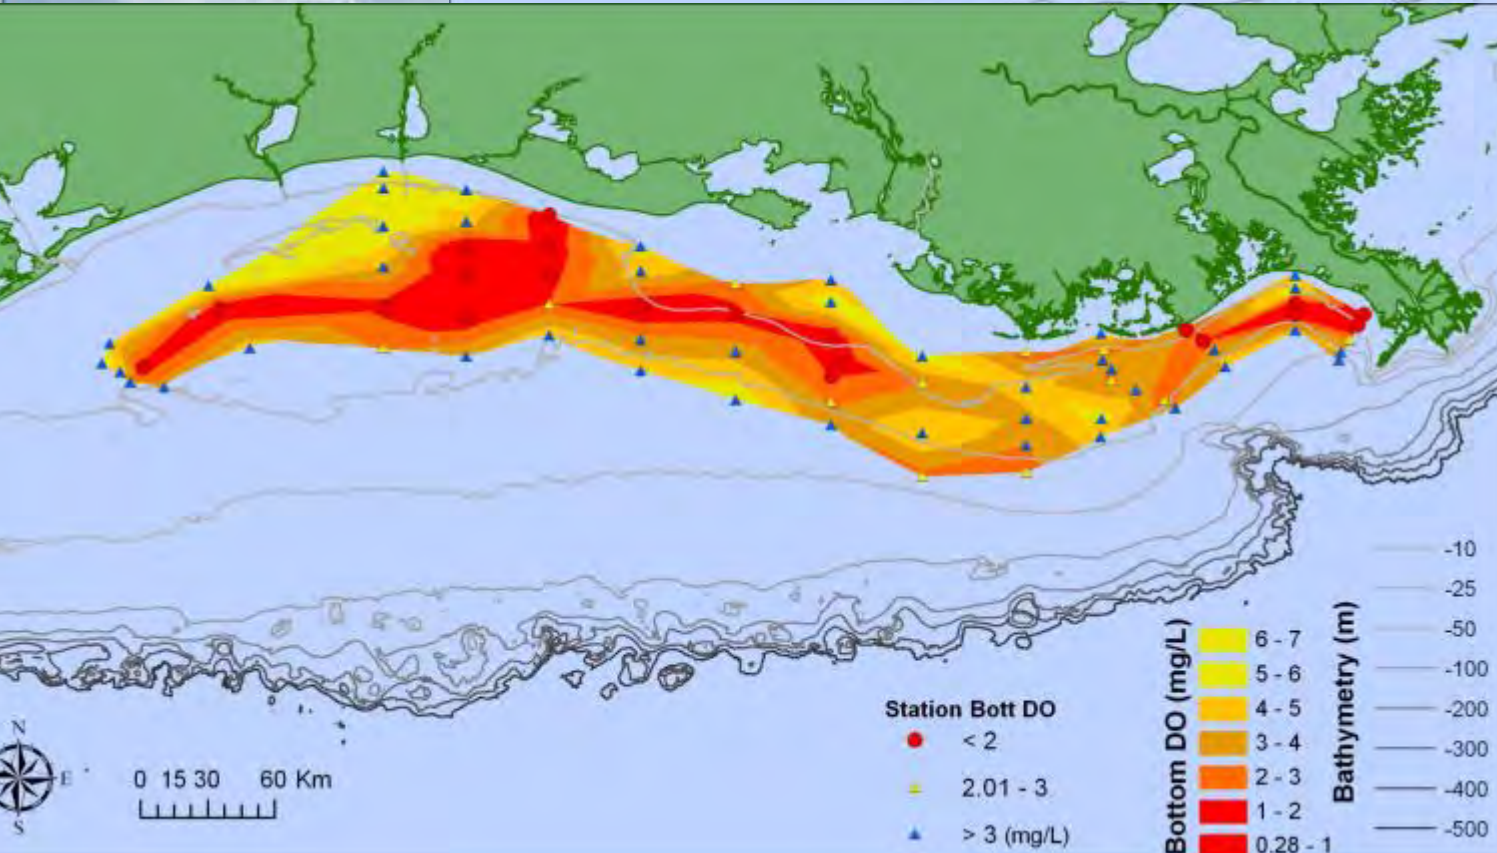 N
E
S
0 15 30 60 Km
Station Bott DO
< 2
2.01 - 3
> 3 (mg/L)
Bottom DO (mg/L)
6 - 7
5 - 6
4 - 5
3 - 4
2 - 3
1 - 2
0.28 - 1
Bathymetry (m)
-10
-25
-50
-100
-200
-300
-400
-500